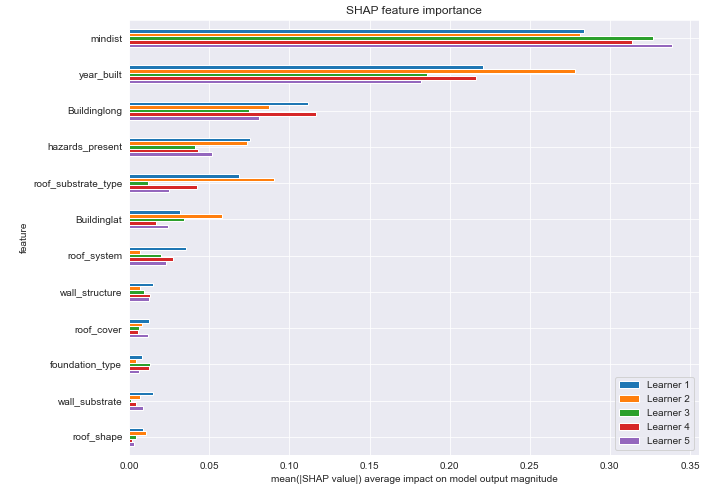 SHAP feature importance
mindist
year_built
Buildinglong
hazards_present
roof_substrate_type
Buildinglat
roof_system
wall_structure
roof_cover
foundation_type
wall_substrate
roof_shape
feature
Learner 1
Learner 2
Learner 3
Learner 4
Learner 5
0.00 0.05 0.10 0.15 0.20 0.25 0.30 0.35
mean(|SHAP value|) average impact on model output magnitude